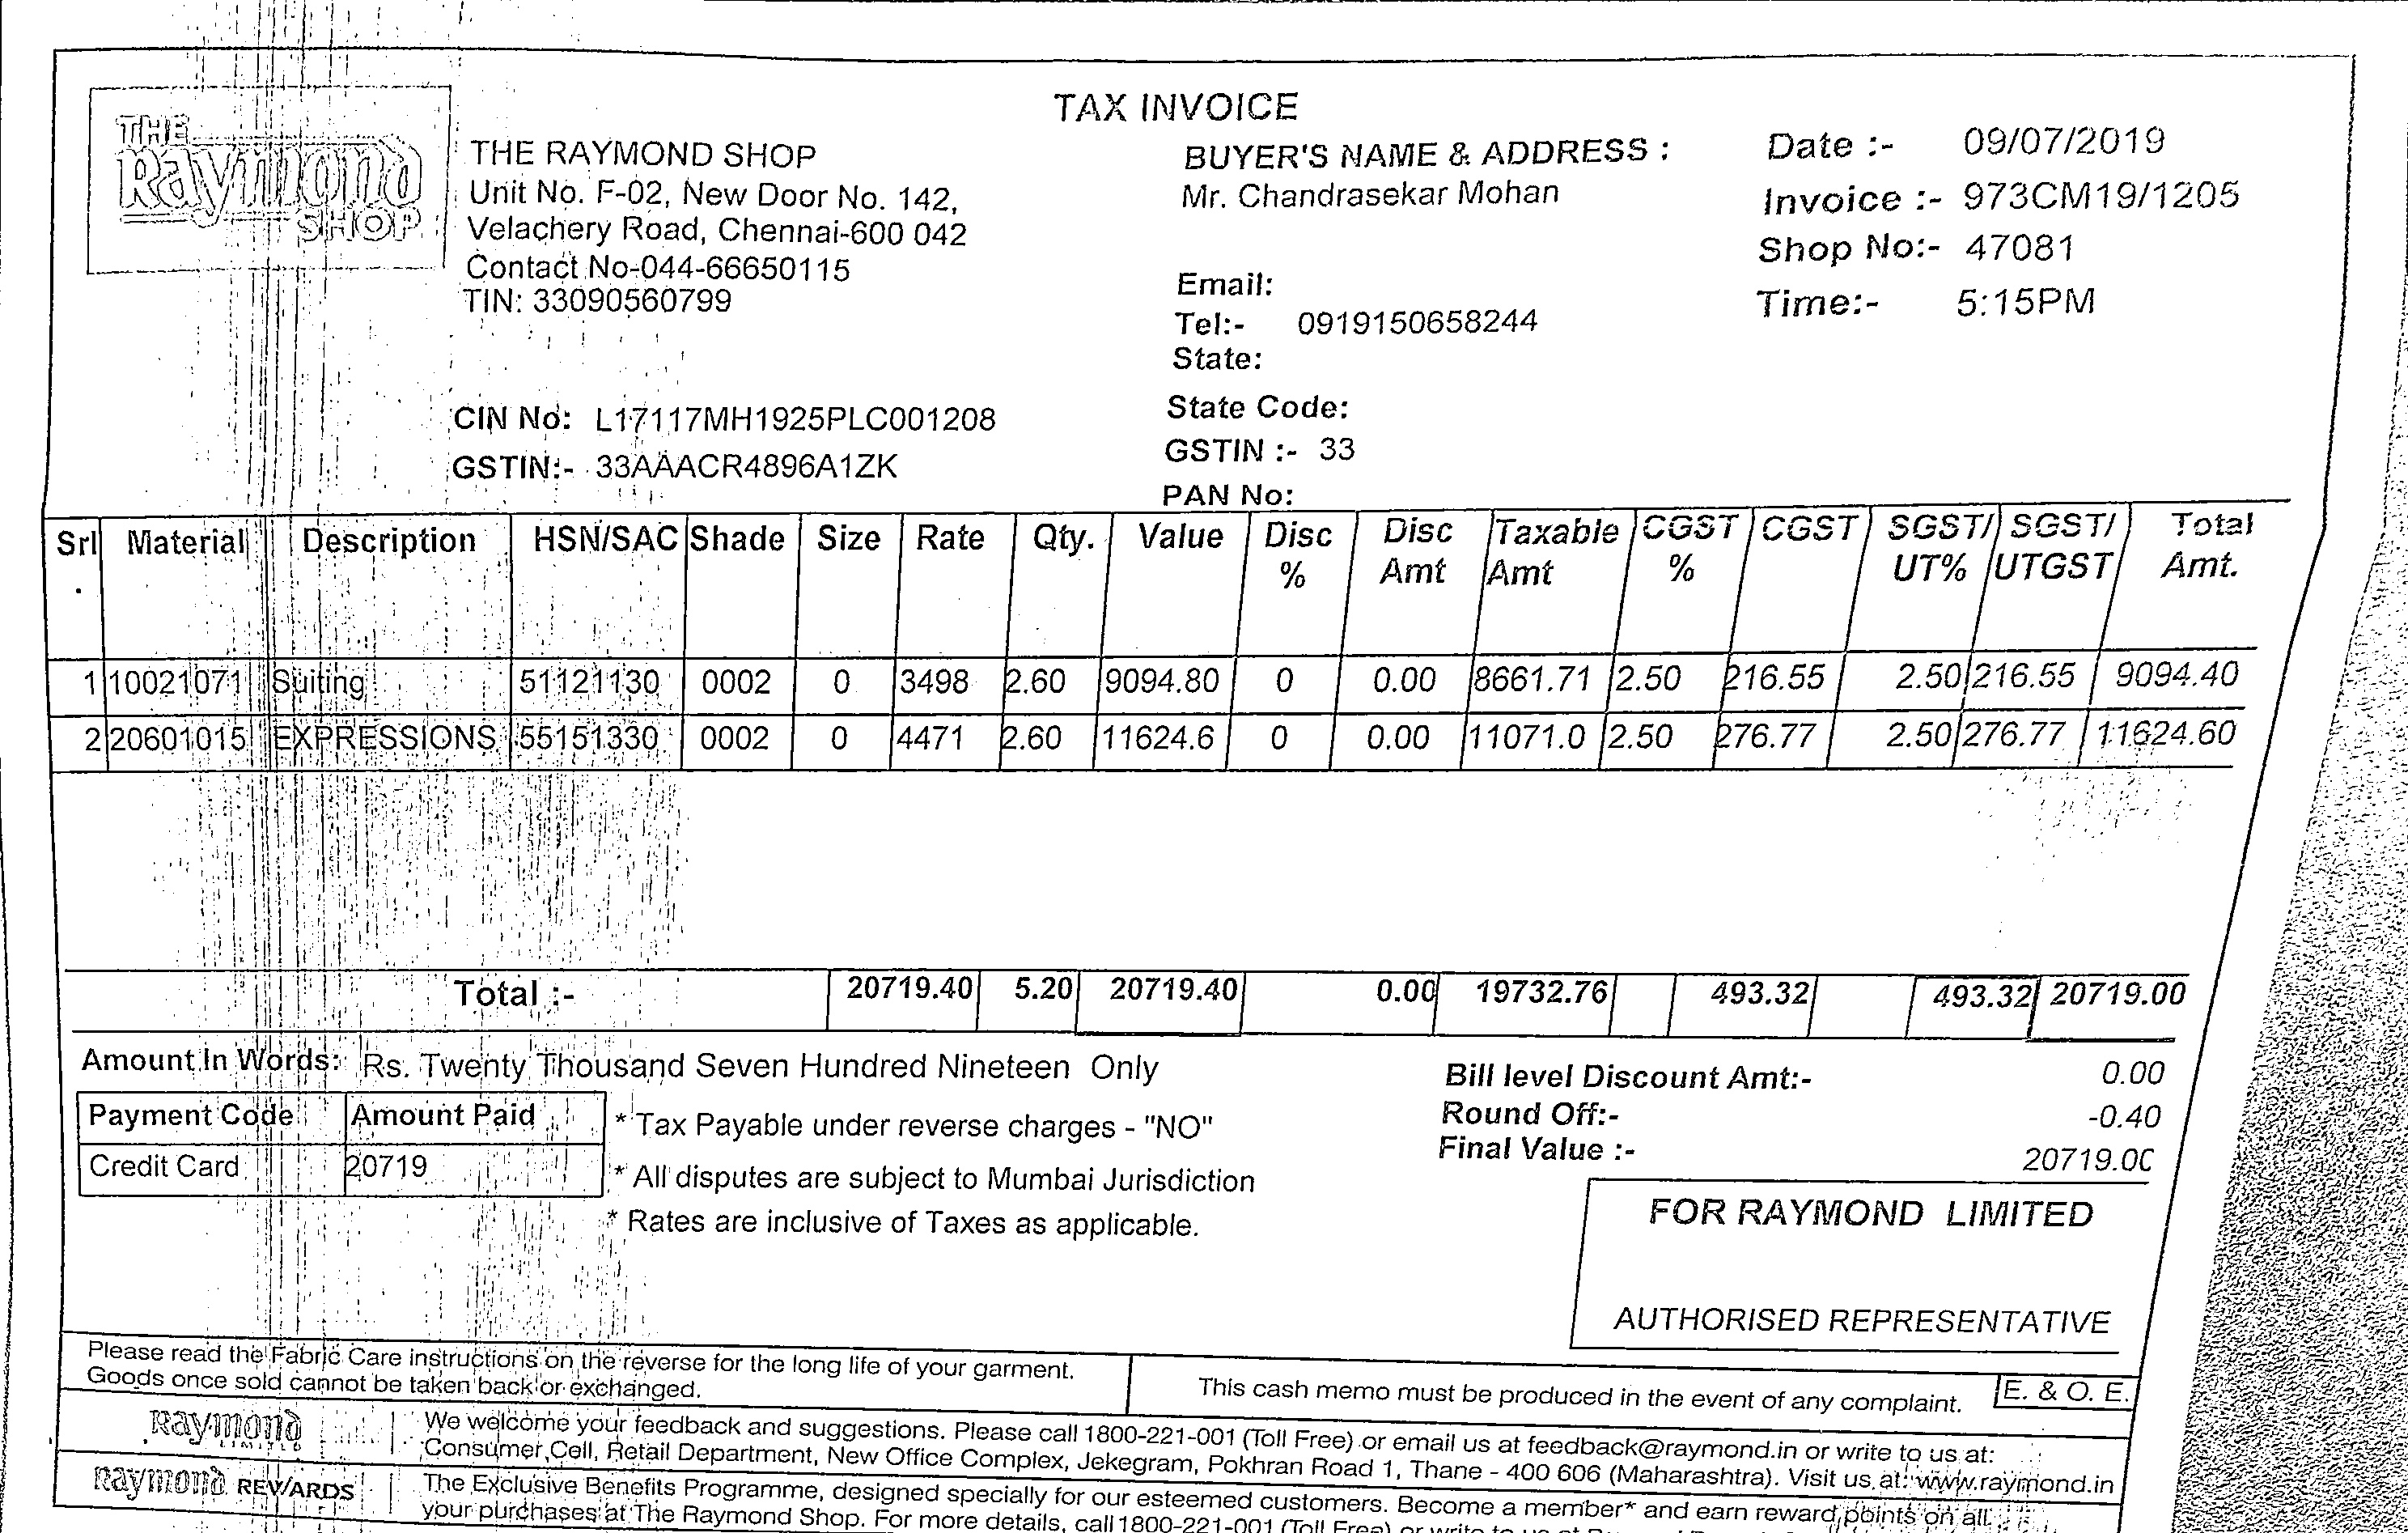 TAX INVOICE
THE
Raymond
SHOP
THE RAYMOND SHOP
Unit No. F-02, New Door No. 142,
Velachery Road, Chennai-600 042
Contact No-044-66650115
TIN: 33090560799
CIN No: L17117MH1925PLC001208
GSTIN:- 33AAACR4896A1ZK
BUYER'S NAME & ADDRESS :
Mr. Chandrasekar Mohan
Email:
Tel:- 0919150658244
State:
State Code:
GSTIN :- 33
PAN No:
Date :- 09/07/2019
Invoice :- 973CM19/1205
Shop No:- 47081
Time:- 5:15PM
Srl Material Description HSN/SAC Shade Size Rate Qty. Value Disc Disc Taxable CGST CGST SGST/ SGST/ Total
. % Amt Amt % UT% UTGST Amt.
1 10021071 Suiting 51121130 0002 0 3498 2.60 9094.80 0 0.00 8661.71 2.50 216.55 2.50 216.55 9094.40
2 20601015 EXPRESSIONS 55151330 0002 0 4471 2.60 11624.6 0 0.00 11071.0 2.50 276.77 2.50 276.77 11624.60
Total :- 20719.40 5.20 20719.40 0.00 19732.76 493.32 493.32 20719.00
Amount In Words: Rs. Twenty Thousand Seven Hundred Nineteen Only
Payment Code Amount Paid
Credit Card 20719
* Tax Payable under reverse charges - "NO"
* All disputes are subject to Mumbai Jurisdiction
* Rates are inclusive of Taxes as applicable.
Bill level Discount Amt:- 0.00
Round Off:- -0.40
Final Value :- 20719.00
FOR RAYMOND LIMITED
AUTHORISED REPRESENTATIVE
Please read the Fabric Care instructions on the reverse for the long life of your garment.
Goods once sold cannot be taken back or exchanged.
This cash memo must be produced in the event of any complaint.
E. & O. E.
Raymond
LIMITED
We welcome your feedback and suggestions. Please call 1800-221-001 (Toll Free) or email us at feedback@raymond.in or write to us at:
Consumer Cell, Retail Department, New Office Complex, Jekegram, Pokhran Road 1, Thane - 400 606 (Maharashtra). Visit us at: www.raymond.in
Raymond REWARDS
The Exclusive Benefits Programme, designed specially for our esteemed customers. Become a member* and earn reward points on all
your purchases at The Raymond Shop. For more details, call 1800-221-001 (Toll Free) or write to us at